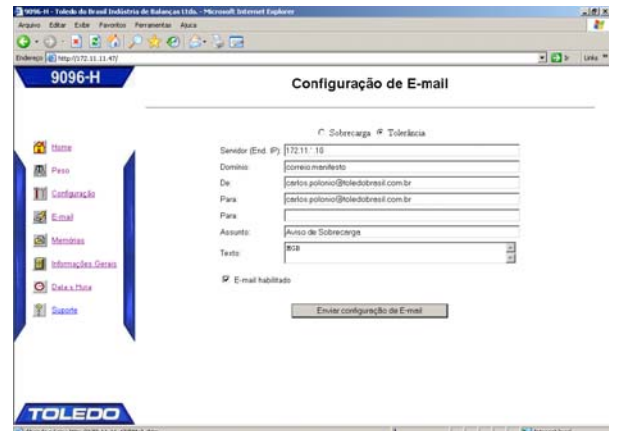 9096-H - Toledo do Brasil Indústria de Balanças Ltda. - Microsoft Internet Explorer
Arquivo Editar Exibir Favoritos Ferramentas Ajuda
Endereço http://172.11.11.47/ Ir Links »
9096-H
Configuração de E-mail
Sobrecarga Tolerância
Home
Peso
Configuração
E-mail
Memórias
Informações Gerais
Data e Hora
Suporte
Servidor (End. IP):
Domínio: correio.manifesto
De: carlos.polonio@toledobrasil.com.br
Para: carlos.polonio@toledobrasil.com.br
Para:
Assunto: Aviso de Sobrecarga
Texto:
E-mail habilitado
Enviar configuração de E-mail
TOLEDO